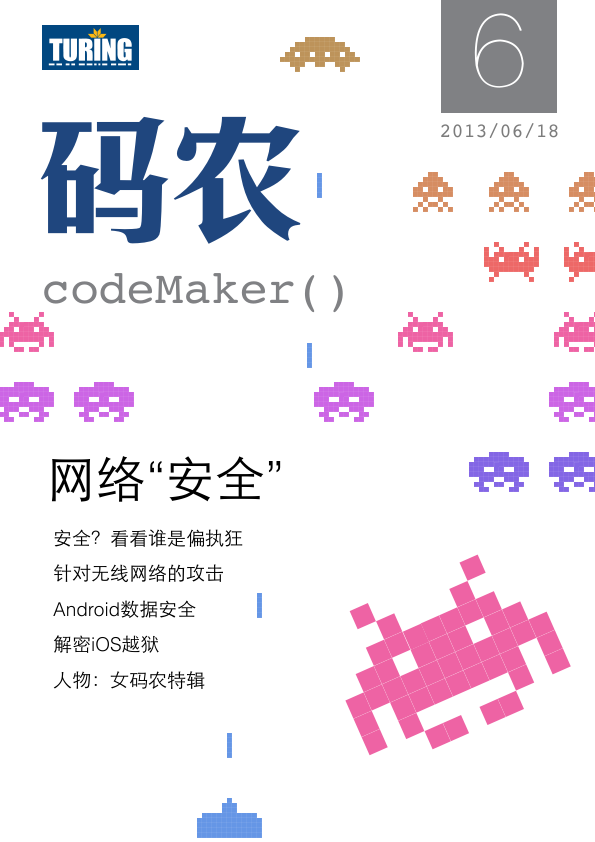 TURING
6
2013/06/18
码农
codeMaker()
网络“安全”
安全？看看谁是偏执狂
针对无线网络的攻击
Android数据安全
解密iOS越狱
人物：女码农特辑